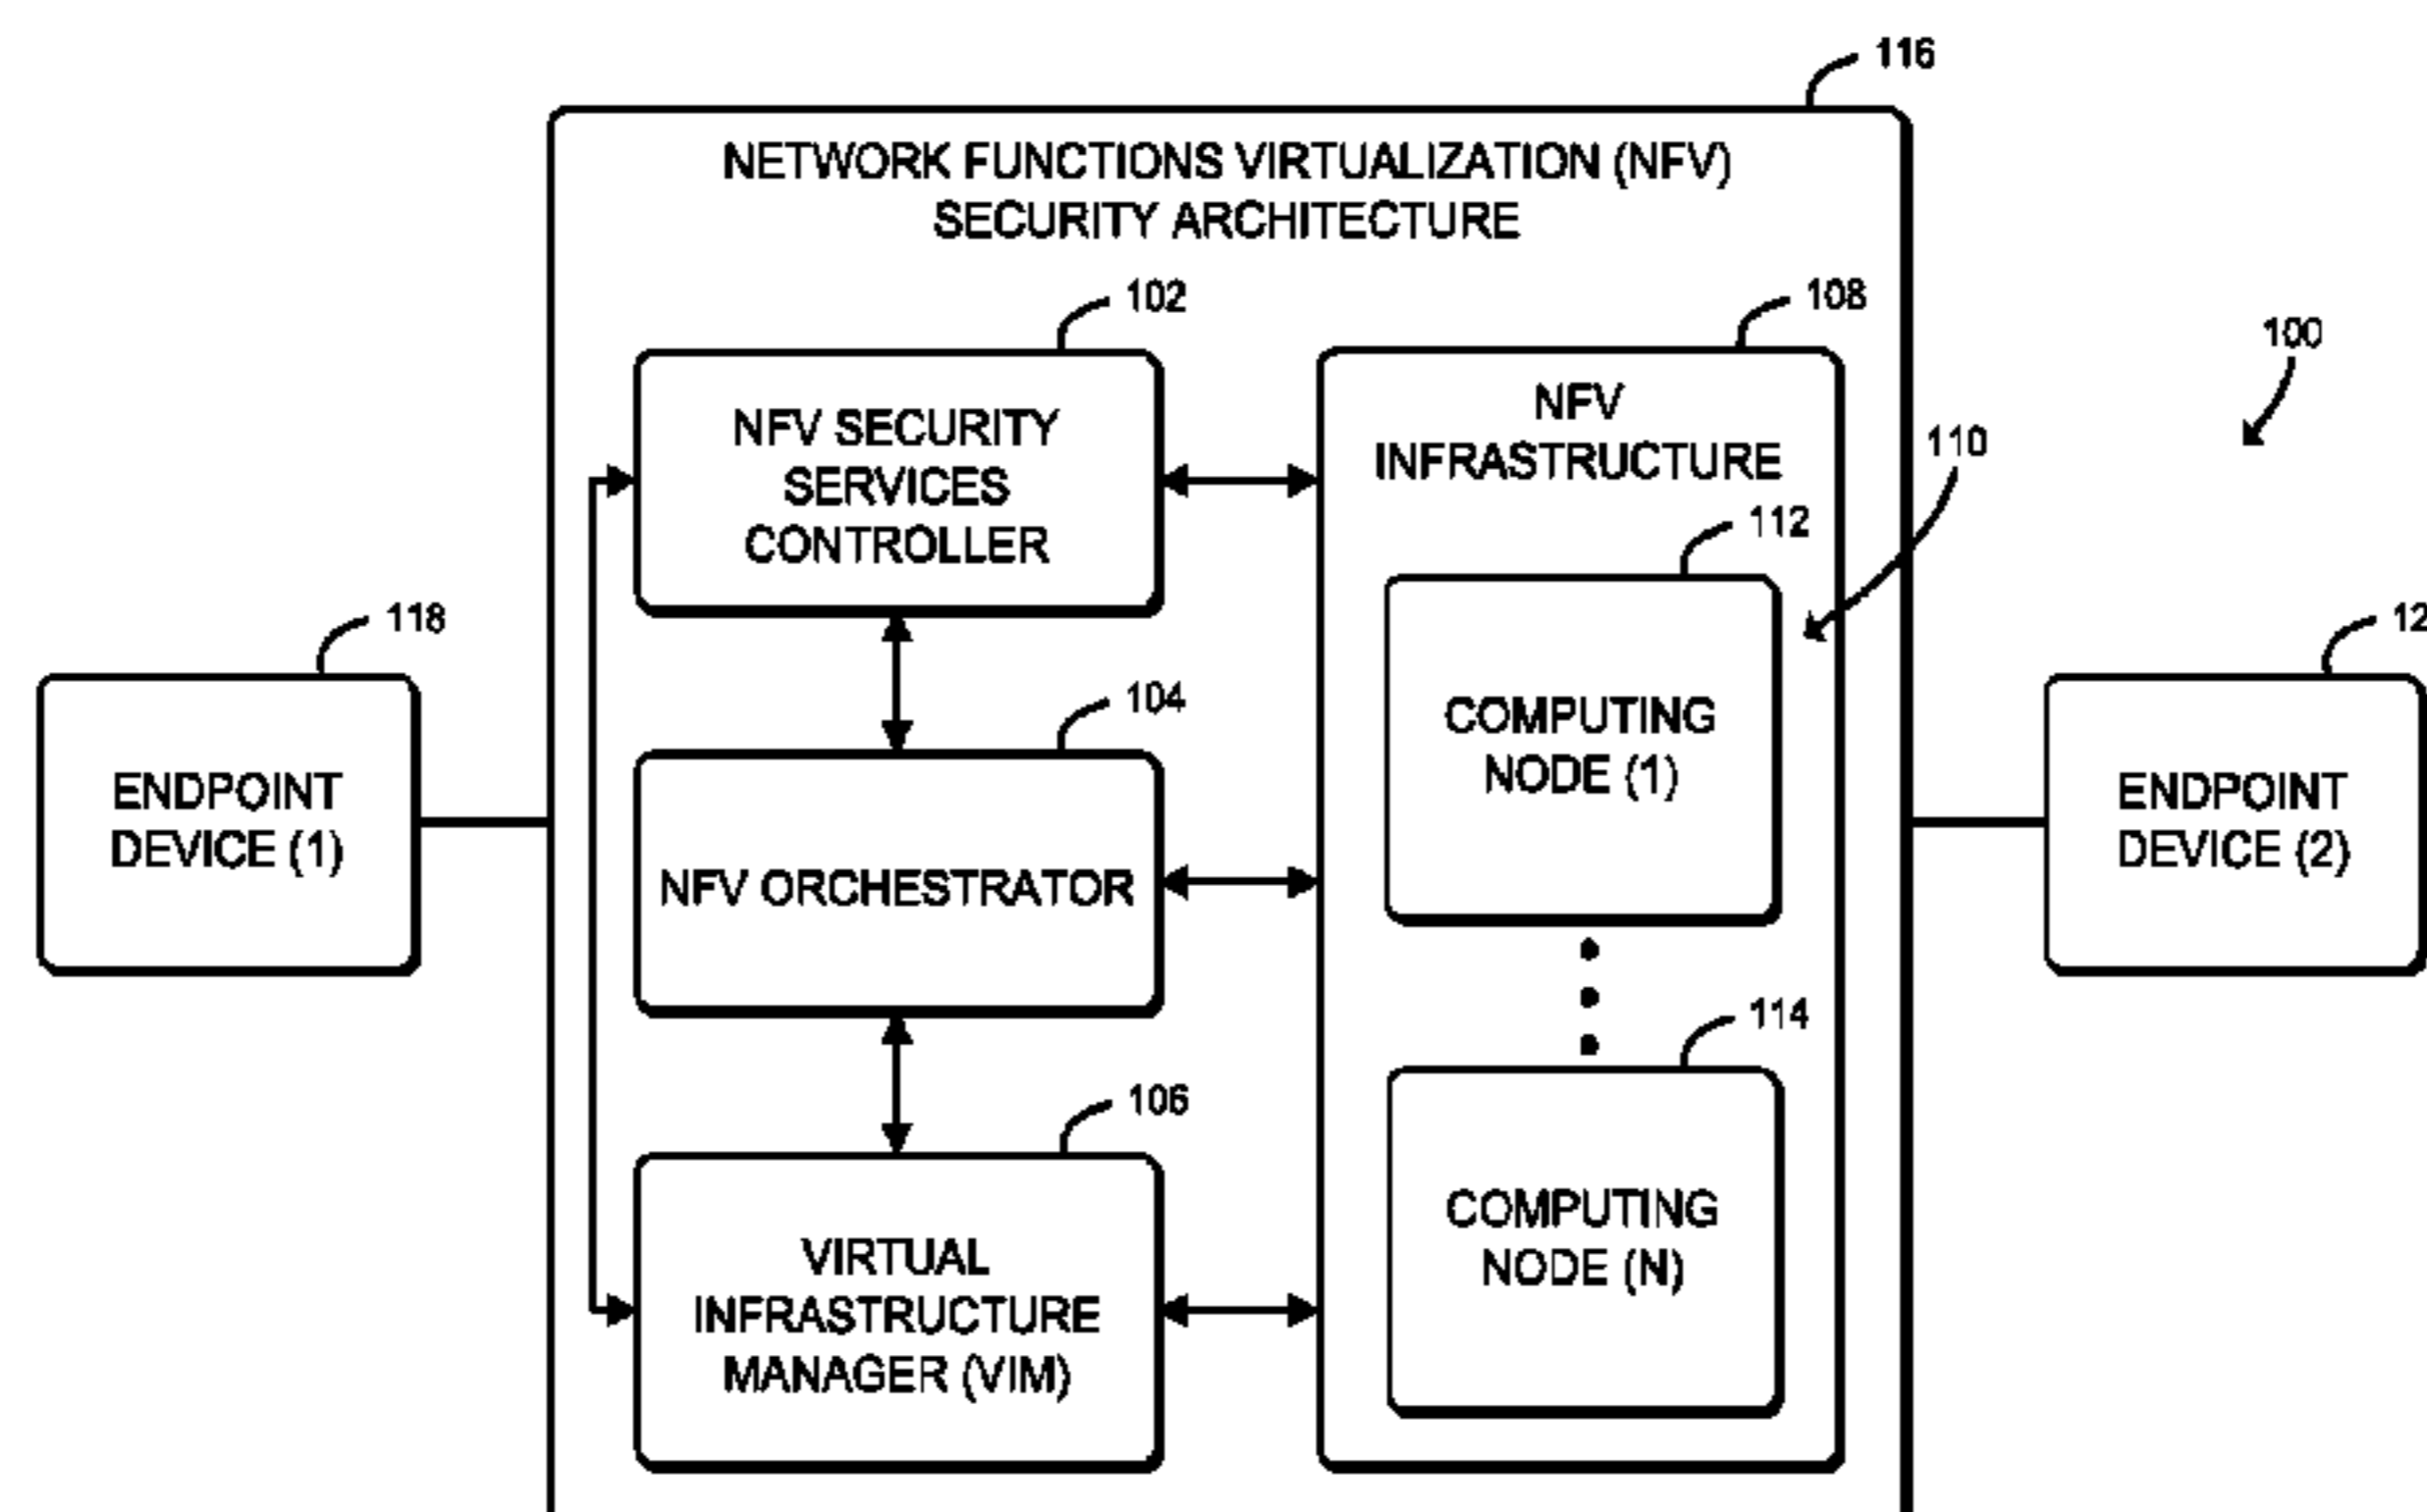 116
NETWORK FUNCTIONS VIRTUALIZATION (NFV)
SECURITY ARCHITECTURE
102
108
100
NFV SECURITY
SERVICES
CONTROLLER
NFV
INFRASTRUCTURE
110
112
118
12
104
COMPUTING
NODE (1)
ENDPOINT
DEVICE (1)
NFV ORCHESTRATOR
ENDPOINT
DEVICE (2)
114
106
VIRTUAL
INFRASTRUCTURE
MANAGER (VIM)
COMPUTING
NODE (N)